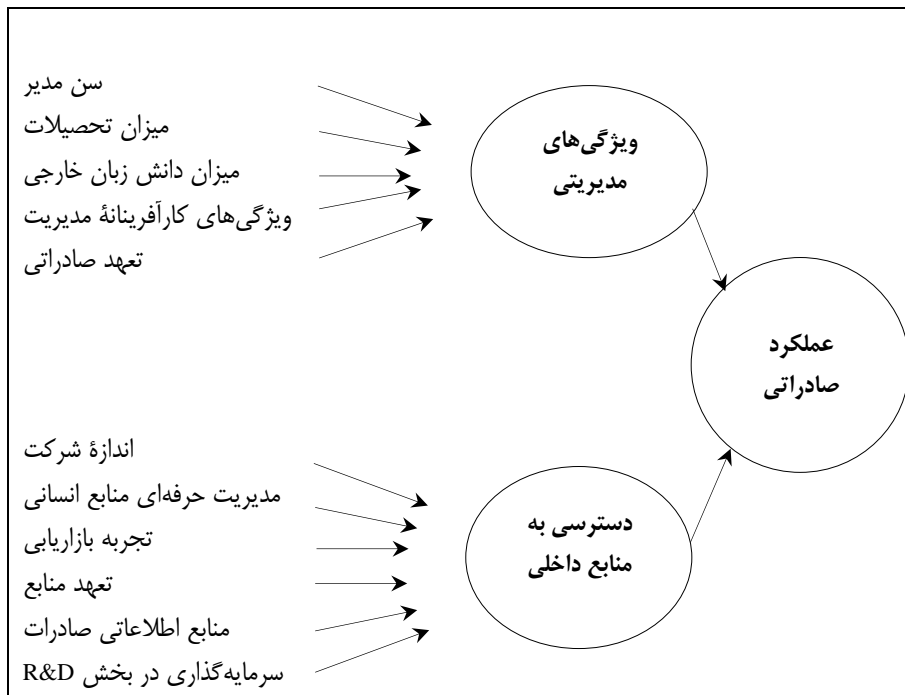 سن مدیر
میزان تحصیلات
میزان دانش زبان خارجی
ویژگی‌های کارآفرینانهٔ مدیریت
تعهد صادراتی
ویژگی‌های
مدیریتی
عملکرد
صادراتی
اندازهٔ شرکت
مدیریت حرفه‌ای منابع انسانی
تجربه بازاریابی
تعهد منابع
منابع اطلاعاتی صادرات
سرمایه‌گذاری در بخش R&D
دسترسی به
منابع داخلی